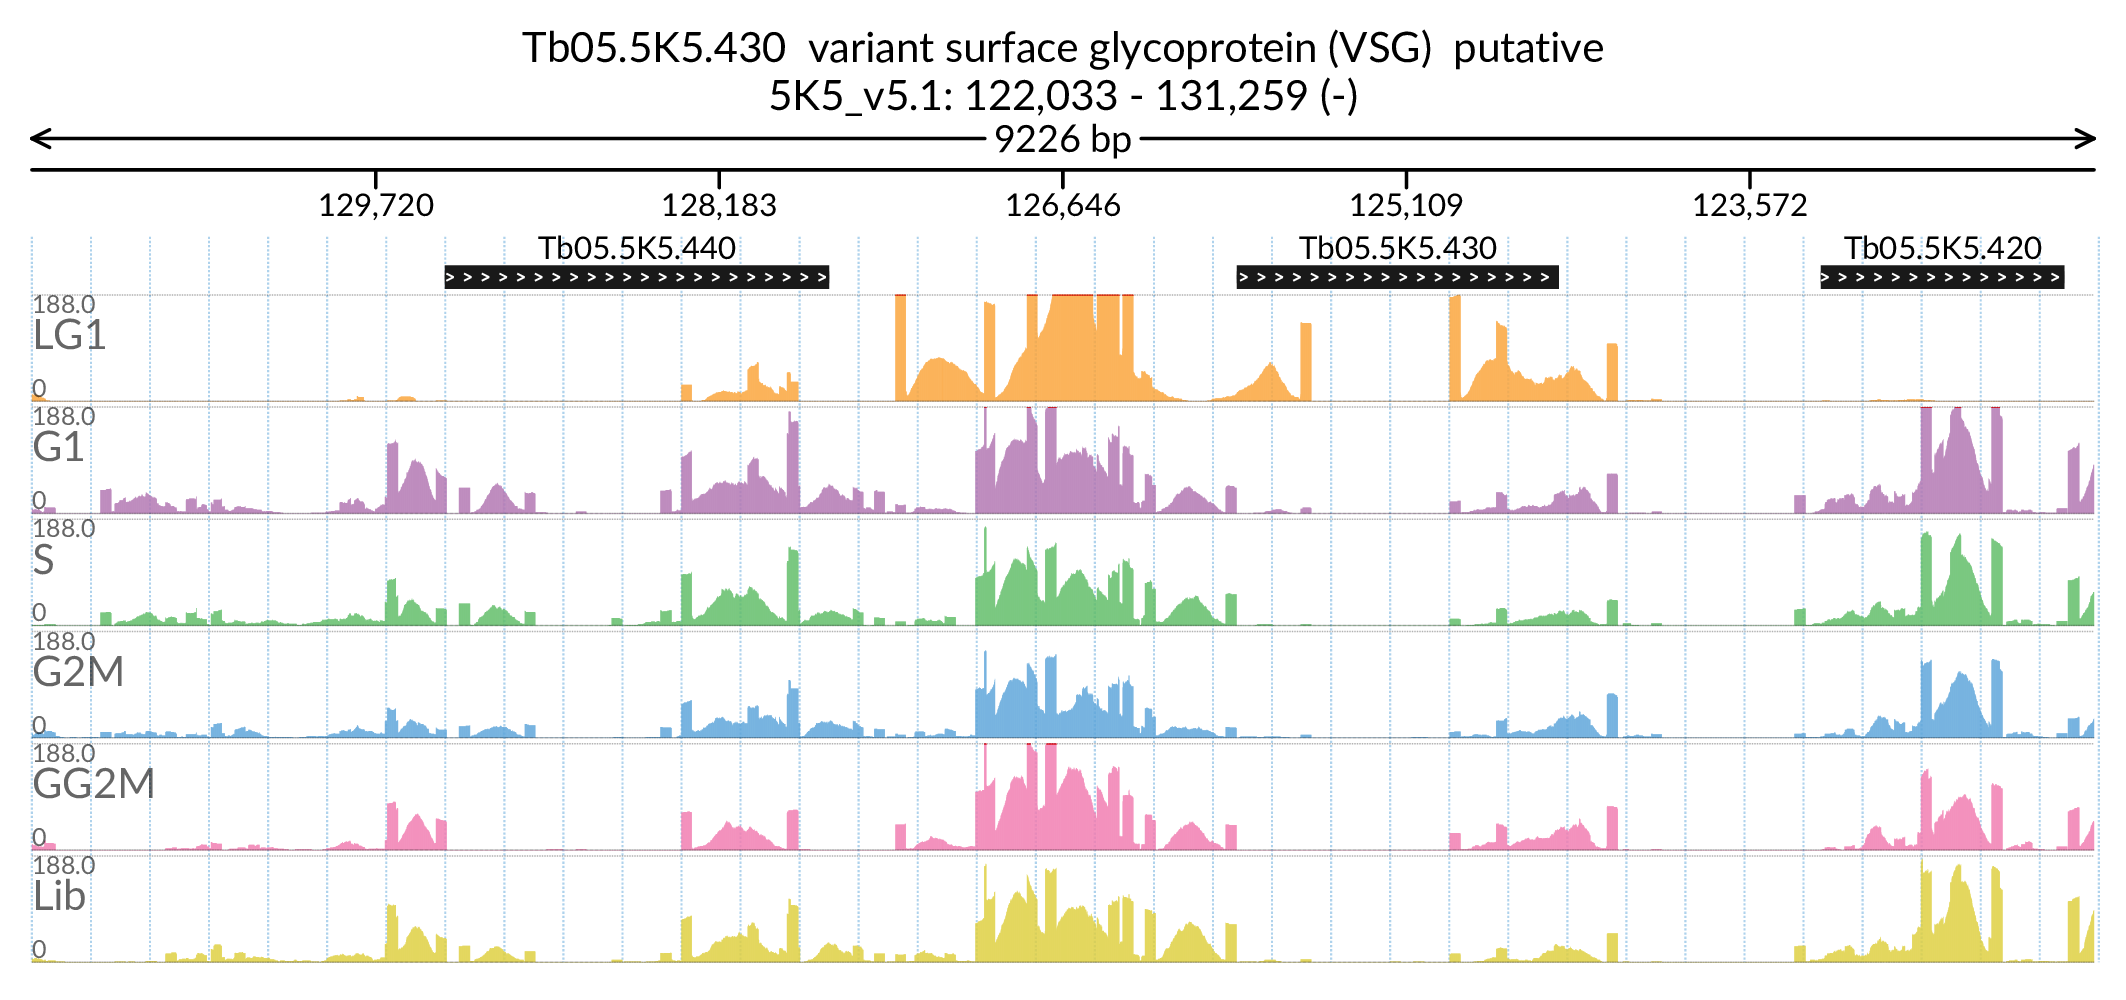 Tb05.5K5.430 variant surface glycoprotein (VSG) putative
5K5_v5.1: 122,033 - 131,259 (-)
9226 bp
129,720 128,183 126,646 125,109 123,572
Tb05.5K5.440 Tb05.5K5.430 Tb05.5K5.420
188.0
LG1
0
188.0
G1
0
188.0
S
0
188.0
G2M
0
188.0
GG2M
0
188.0
Lib
0